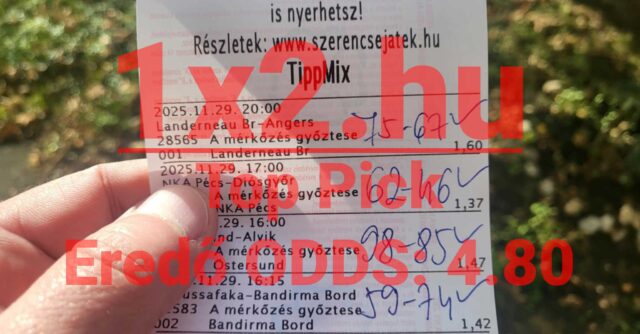 is nyerhetsz!
Részletek: www.szerencsejatek.hu
TippMix
1x2.hu
2025.11.29. 20:00
Landerneau Br-Angers 75-67✓
28565 A mérkőzés győztese
001 Landerneau Br 1,60
2025.11.29. 17:00
Top Pick
NKA Pécs-Diósgyőr 62-46✓
A mérkőzés győztese
NKA Pécs 1,37
.29. 16:00
nd-Alvik 98-85✓
A mérkőzés győztese
Eredő ODDS: 4.80
Östersund 1,47
.11.29. 16:15
ussafaka-Bandirma Bord 59-74✓
583 A mérkőzés győztese
002 Bandirma Bord 1,42